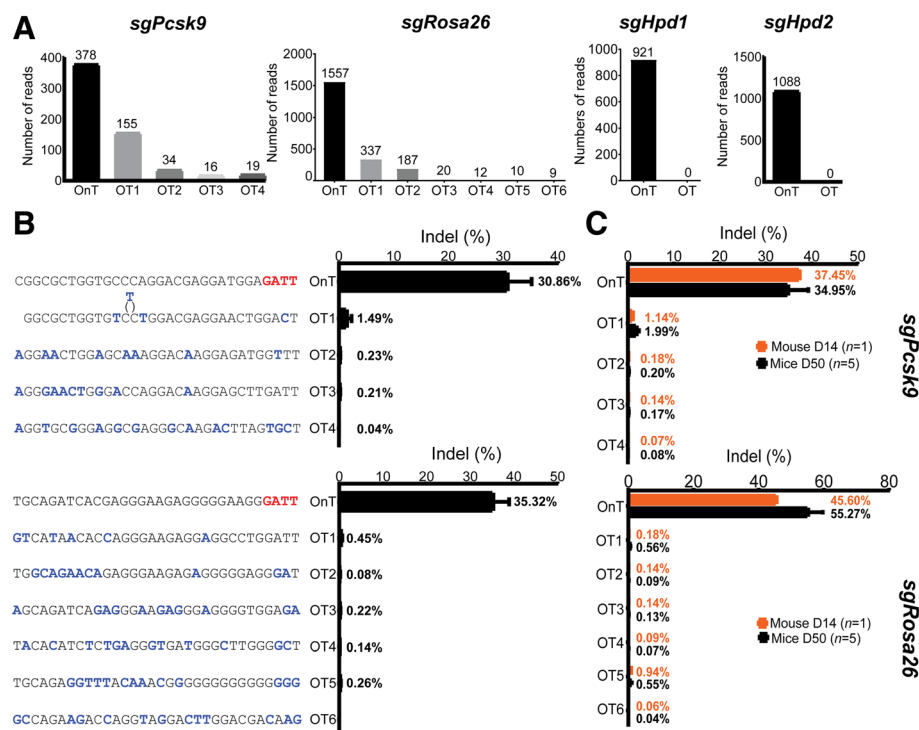 A
sgPcsk9
sgRosa26
sgHpd1
sgHpd2
Number of reads
400
300
200
100
0
378
155
34
16
19
OnT OT1 OT2 OT3 OT4
Number of reads
2000
1500
1000
500
0
1557
337
187
20
12
10
9
OnT OT1 OT2 OT3 OT4 OT5 OT6
Numbers of reads
1000
800
600
400
200
0
921
0
OnT OT
Number of reads
1500
1000
500
0
1088
0
OnT OT
B
Indel (%)
0 10 20 30 40
CGGCGCTGGTGCCCAGGACGAGGATGGAGATT OnT 30.86%
T
()
GGCGCTGGTGTCCTGGACGAGGAACTGGACT OT1 1.49%
AGGAACTGGAGCAAAGGACAAGGAGATGGTTT OT2 0.23%
AGGGAACTGGGACCAGGACAAGGAGCTTGATT OT3 0.21%
AGGTGCGGGAGGCGAGGGCAAGACTTAGTGCT OT4 0.04%
0 10 20 30 40 50
TGCAGATCACGAGGGAAGAGGGGGAAGGGATT OnT 35.32%
GTCATAACACCCAGGGAAGAGGAGGCCTGGATT OT1 0.45%
TGGCAGAACAGAGGGAAGAGAGGGGGAGGGAT OT2 0.08%
AGCAGATCAGAGGGAAGAGGGAGGGGTGGAGA OT3 0.22%
TACACATCTCTGAGGGTGATGGGCTTGGGGCT OT4 0.14%
TGCAGAGGTTTACAAACGGGGGGGGGGGGGGG OT5 0.26%
GCCAGAAGACCAGGTAGGACTTGGACGACAAG OT6
C
Indel (%)
0 10 20 30 40 50
OnT 37.45%
34.95%
OT1 1.14%
1.99%
OT2 0.18%
0.20%
OT3 0.14%
0.17%
OT4 0.07%
0.08%
Mouse D14 (n=1)
Mice D50 (n=5)
sgPcsk9
Indel (%)
0 20 40 60 80
OnT 45.60%
55.27%
OT1 0.18%
0.56%
OT2 0.14%
0.09%
OT3 0.14%
0.13%
OT4 0.09%
0.07%
OT5 0.94%
0.55%
OT6 0.06%
0.04%
Mouse D14 (n=1)
Mice D50 (n=5)
sgRosa26